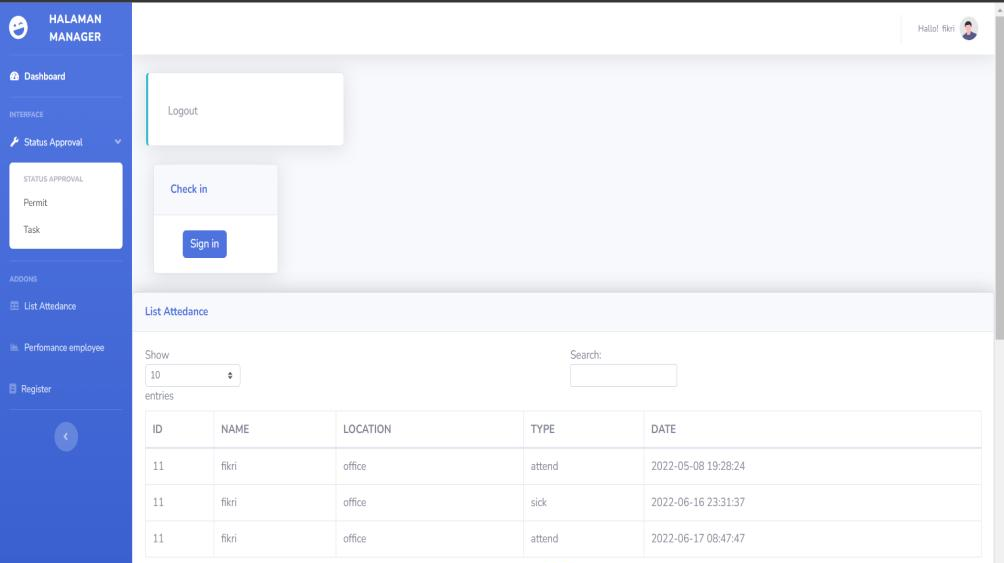 HALAMAN
MANAGER
Dashboard
INTERFACE
Status Approval
STATUS APPROVAL
Permit
Task
ADDONS
List Attedance
Perfomance employee
Register
Hallo! fikri
Logout
Check in
Sign in
List Attedance
Show
10
entries
Search:
ID NAME LOCATION TYPE DATE
11 fikri office attend 2022-05-08 19:28:24
11 fikri office sick 2022-06-16 23:31:37
11 fikri office attend 2022-06-17 08:47:47